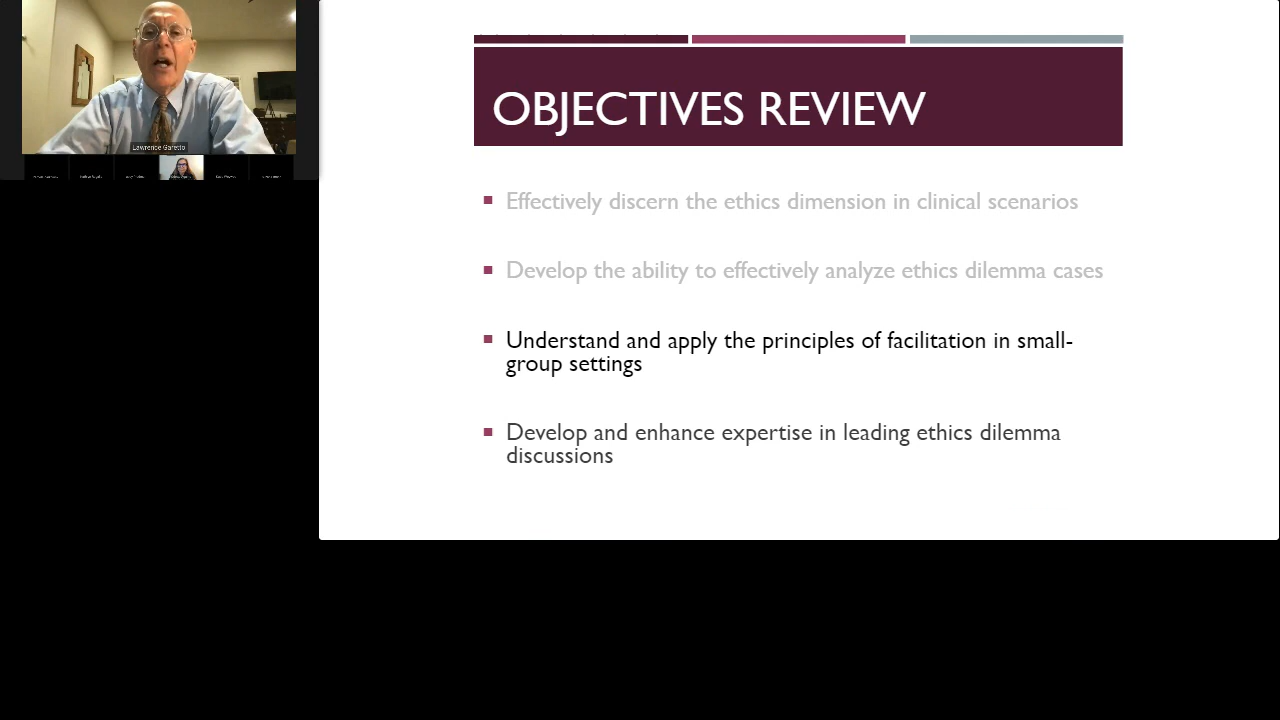 Lawrence Garetto
OBJECTIVES REVIEW
Effectively discern the ethics dimension in clinical scenarios
Develop the ability to effectively analyze ethics dilemma cases
Understand and apply the principles of facilitation in small-
group settings
Develop and enhance expertise in leading ethics dilemma
discussions